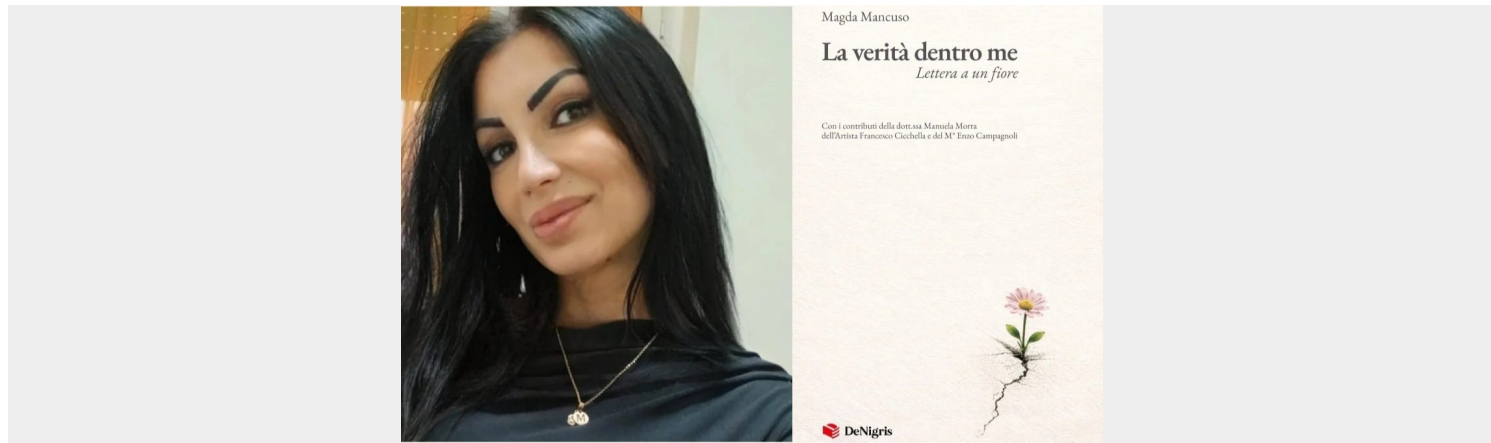 Magda Mancuso
La verità dentro me
Lettera a un fiore
Con i contributi della dott.ssa Manuela Morra
dell'Artista Francesco Cicchella e del M° Enzo Campagnoli
M
DeNigris